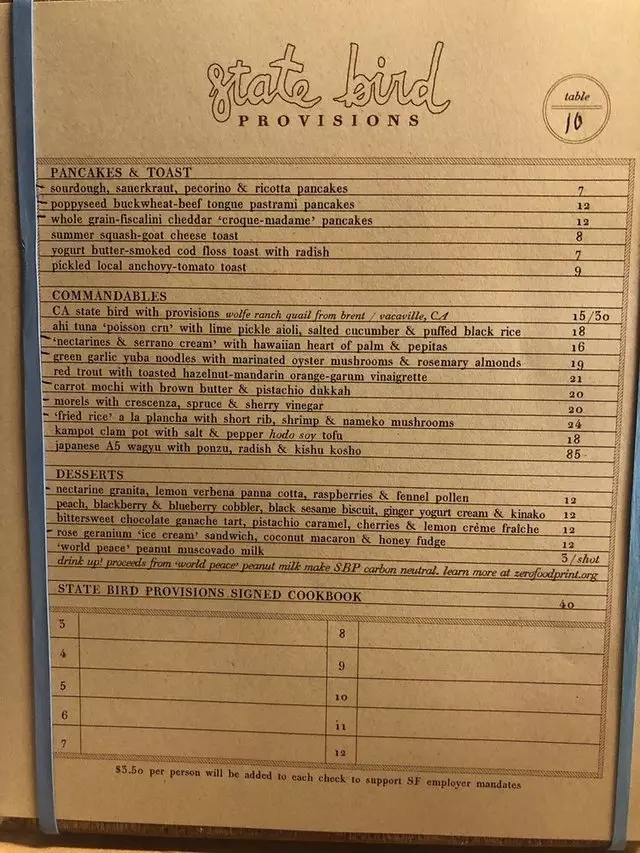 state bird
PROVISIONS
table
10
PANCAKES & TOAST
sourdough, sauerkraut, pecorino & ricotta pancakes 7
poppyseed buckwheat-beef tongue pastrami pancakes 12
whole grain-fiscalini cheddar 'croque-madame' pancakes 12
summer squash-goat cheese toast 8
yogurt butter-smoked cod floss toast with radish 7
pickled local anchovy-tomato toast 9
COMMANDABLES
CA state bird with provisions wolfe ranch quail from brent / vacaville, CA 15/30
ahi tuna 'poisson cru' with lime pickle aioli, salted cucumber & puffed black rice 18
'nectarines & serrano cream' with hawaiian heart of palm & pepitas 16
green garlic yuba noodles with marinated oyster mushrooms & rosemary almonds 19
red trout with toasted hazelnut-mandarin orange-garum vinaigrette 21
carrot mochi with brown butter & pistachio dukkah 20
morels with crescenza, spruce & sherry vinegar 20
'fried rice' a la plancha with short rib, shrimp & nameko mushrooms 24
kampot clam pot with salt & pepper hodo soy tofu 18
japanese A5 wagyu with ponzu, radish & kishu kosho 85
DESSERTS
nectarine granita, lemon verbena panna cotta, raspberries & fennel pollen 12
peach, blackberry & blueberry cobbler, black sesame biscuit, ginger yogurt cream & kinako 12
bittersweet chocolate ganache tart, pistachio caramel, cherries & lemon crème fraîche 12
rose geranium 'ice cream' sandwich, coconut macaron & honey fudge 12
'world peace' peanut muscovado milk 3/shot
drink up! proceeds from 'world peace' peanut milk make SBP carbon neutral. learn more at zerofoodprint.org
STATE BIRD PROVISIONS SIGNED COOKBOOK 40
3 8
4 9
5 10
6 11
7 12
$3.50 per person will be added to each check to support SF employer mandates